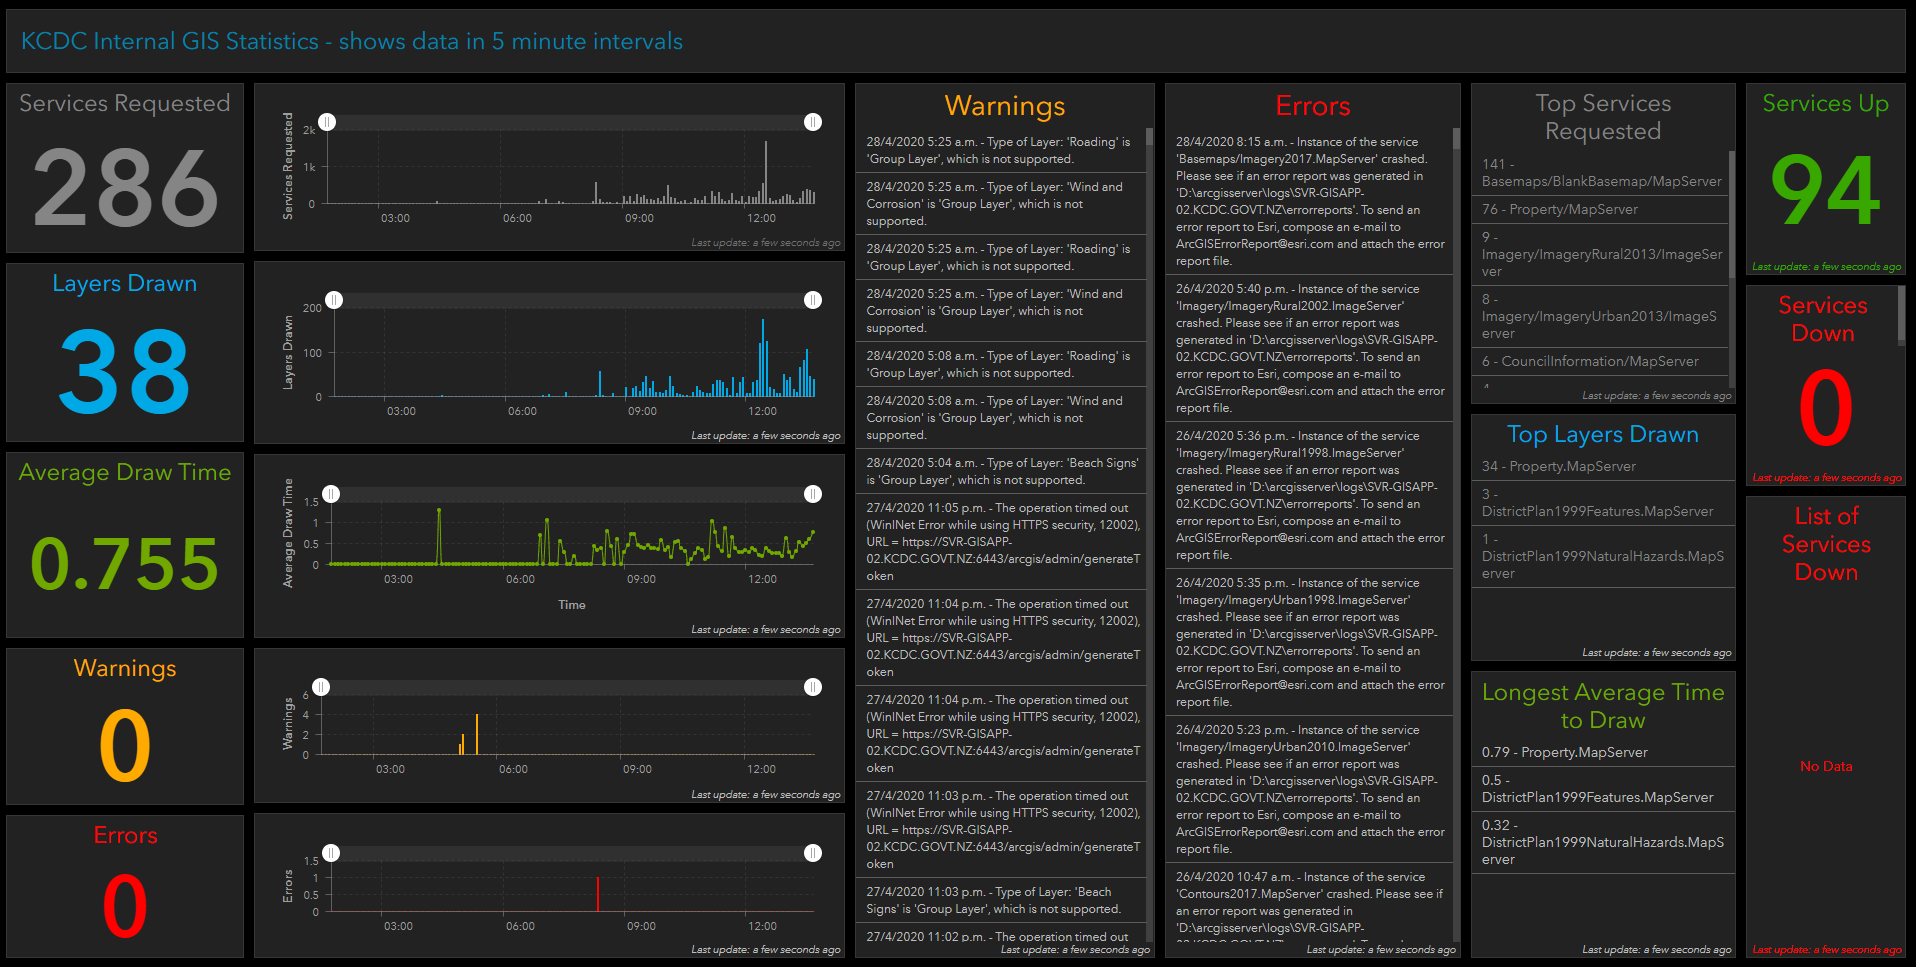 KCDC Internal GIS Statistics - shows data in 5 minute intervals
Services Requested
286
Layers Drawn
38
Average Draw Time
0.755
Warnings
0
Errors
0
Services Requested
2k
1k
0
03:00
06:00
09:00
12:00
Last update: a few seconds ago
Layers Drawn
200
100
0
03:00
06:00
09:00
12:00
Last update: a few seconds ago
Average Draw Time
1.5
1
0.5
0
03:00
06:00
09:00
12:00
Time
Last update: a few seconds ago
Warnings
6
4
2
0
03:00
06:00
09:00
12:00
Last update: a few seconds ago
Errors
1.5
1
0.5
0
03:00
06:00
09:00
12:00
Last update: a few seconds ago
Warnings
28/4/2020 5:25 a.m. - Type of Layer: 'Roading' is
'Group Layer', which is not supported.
28/4/2020 5:25 a.m. - Type of Layer: 'Wind and
Corrosion' is 'Group Layer', which is not
supported.
28/4/2020 5:25 a.m. - Type of Layer: 'Roading' is
'Group Layer', which is not supported.
28/4/2020 5:25 a.m. - Type of Layer: 'Wind and
Corrosion' is 'Group Layer', which is not
supported.
28/4/2020 5:08 a.m. - Type of Layer: 'Roading' is
'Group Layer', which is not supported.
28/4/2020 5:08 a.m. - Type of Layer: 'Wind and
Corrosion' is 'Group Layer', which is not
supported.
28/4/2020 5:04 a.m. - Type of Layer: 'Beach Signs'
is 'Group Layer', which is not supported.
27/4/2020 11:05 p.m. - The operation timed out
(WinINet Error while using HTTPS security, 12002),
URL = https://SVR-GISAPP-
02.KCDC.GOVT.NZ:6443/arcgis/admin/generateT
oken
27/4/2020 11:04 p.m. - The operation timed out
(WinINet Error while using HTTPS security, 12002),
URL = https://SVR-GISAPP-
02.KCDC.GOVT.NZ:6443/arcgis/admin/generateT
oken
27/4/2020 11:04 p.m. - The operation timed out
(WinINet Error while using HTTPS security, 12002),
URL = https://SVR-GISAPP-
02.KCDC.GOVT.NZ:6443/arcgis/admin/generateT
oken
27/4/2020 11:03 p.m. - The operation timed out
(WinINet Error while using HTTPS security, 12002),
URL = https://SVR-GISAPP-
02.KCDC.GOVT.NZ:6443/arcgis/admin/generateT
oken
27/4/2020 11:03 p.m. - Type of Layer: 'Beach
Signs' is 'Group Layer', which is not supported.
27/4/2020 11:02 p.m. - The operation timed out
Last update: a few seconds ago
Errors
28/4/2020 8:15 a.m. - Instance of the service
'Basemaps/Imagery2017.MapServer' crashed.
Please see if an error report was generated in
'D:\arcgisserver\logs\SVR-GISAPP-
02.KCDC.GOVT.NZ\errorreports'. To send an
error report to Esri, compose an e-mail to
ArcGISErrorReport@esri.com and attach the error
report file.
26/4/2020 5:40 p.m. - Instance of the service
'Imagery/ImageryRural2002.ImageServer'
crashed. Please see if an error report was
generated in 'D:\arcgisserver\logs\SVR-GISAPP-
02.KCDC.GOVT.NZ\errorreports'. To send an
error report to Esri, compose an e-mail to
ArcGISErrorReport@esri.com and attach the error
report file.
26/4/2020 5:36 p.m. - Instance of the service
'Imagery/ImageryRural1998.ImageServer'
crashed. Please see if an error report was
generated in 'D:\arcgisserver\logs\SVR-GISAPP-
02.KCDC.GOVT.NZ\errorreports'. To send an
error report to Esri, compose an e-mail to
ArcGISErrorReport@esri.com and attach the error
report file.
26/4/2020 5:35 p.m. - Instance of the service
'Imagery/ImageryUrban1998.ImageServer'
crashed. Please see if an error report was
generated in 'D:\arcgisserver\logs\SVR-GISAPP-
02.KCDC.GOVT.NZ\errorreports'. To send an
error report to Esri, compose an e-mail to
ArcGISErrorReport@esri.com and attach the error
report file.
26/4/2020 5:23 p.m. - Instance of the service
'Imagery/ImageryUrban2010.ImageServer'
crashed. Please see if an error report was
generated in 'D:\arcgisserver\logs\SVR-GISAPP-
02.KCDC.GOVT.NZ\errorreports'. To send an
error report to Esri, compose an e-mail to
ArcGISErrorReport@esri.com and attach the error
report file.
26/4/2020 10:47 a.m. - Instance of the service
'Contours2017.MapServer' crashed. Please see if
an error report was generated in
'D:\arcgisserver\logs\SVR-GISAPP-
Last update: a few seconds ago
Top Services
Requested
141 -
Basemaps/BlankBasemap/MapServer
76 - Property/MapServer
9 -
Imagery/ImageryRural2013/ImageSer
ver
8 -
Imagery/ImageryUrban2013/ImageS
erver
6 - CouncilInformation/MapServer
Last update: a few seconds ago
Top Layers Drawn
34 - Property.MapServer
3 -
DistrictPlan1999Features.MapServer
1 -
DistrictPlan1999NaturalHazards.MapS
erver
Last update: a few seconds ago
Longest Average Time
to Draw
0.79 - Property.MapServer
0.5 -
DistrictPlan1999Features.MapServer
0.32 -
DistrictPlan1999NaturalHazards.MapS
erver
Last update: a few seconds ago
Services Up
94
Last update: a few seconds ago
Services
Down
0
Last update: a few seconds ago
List of
Services
Down
No Data
Last update: a few seconds ago